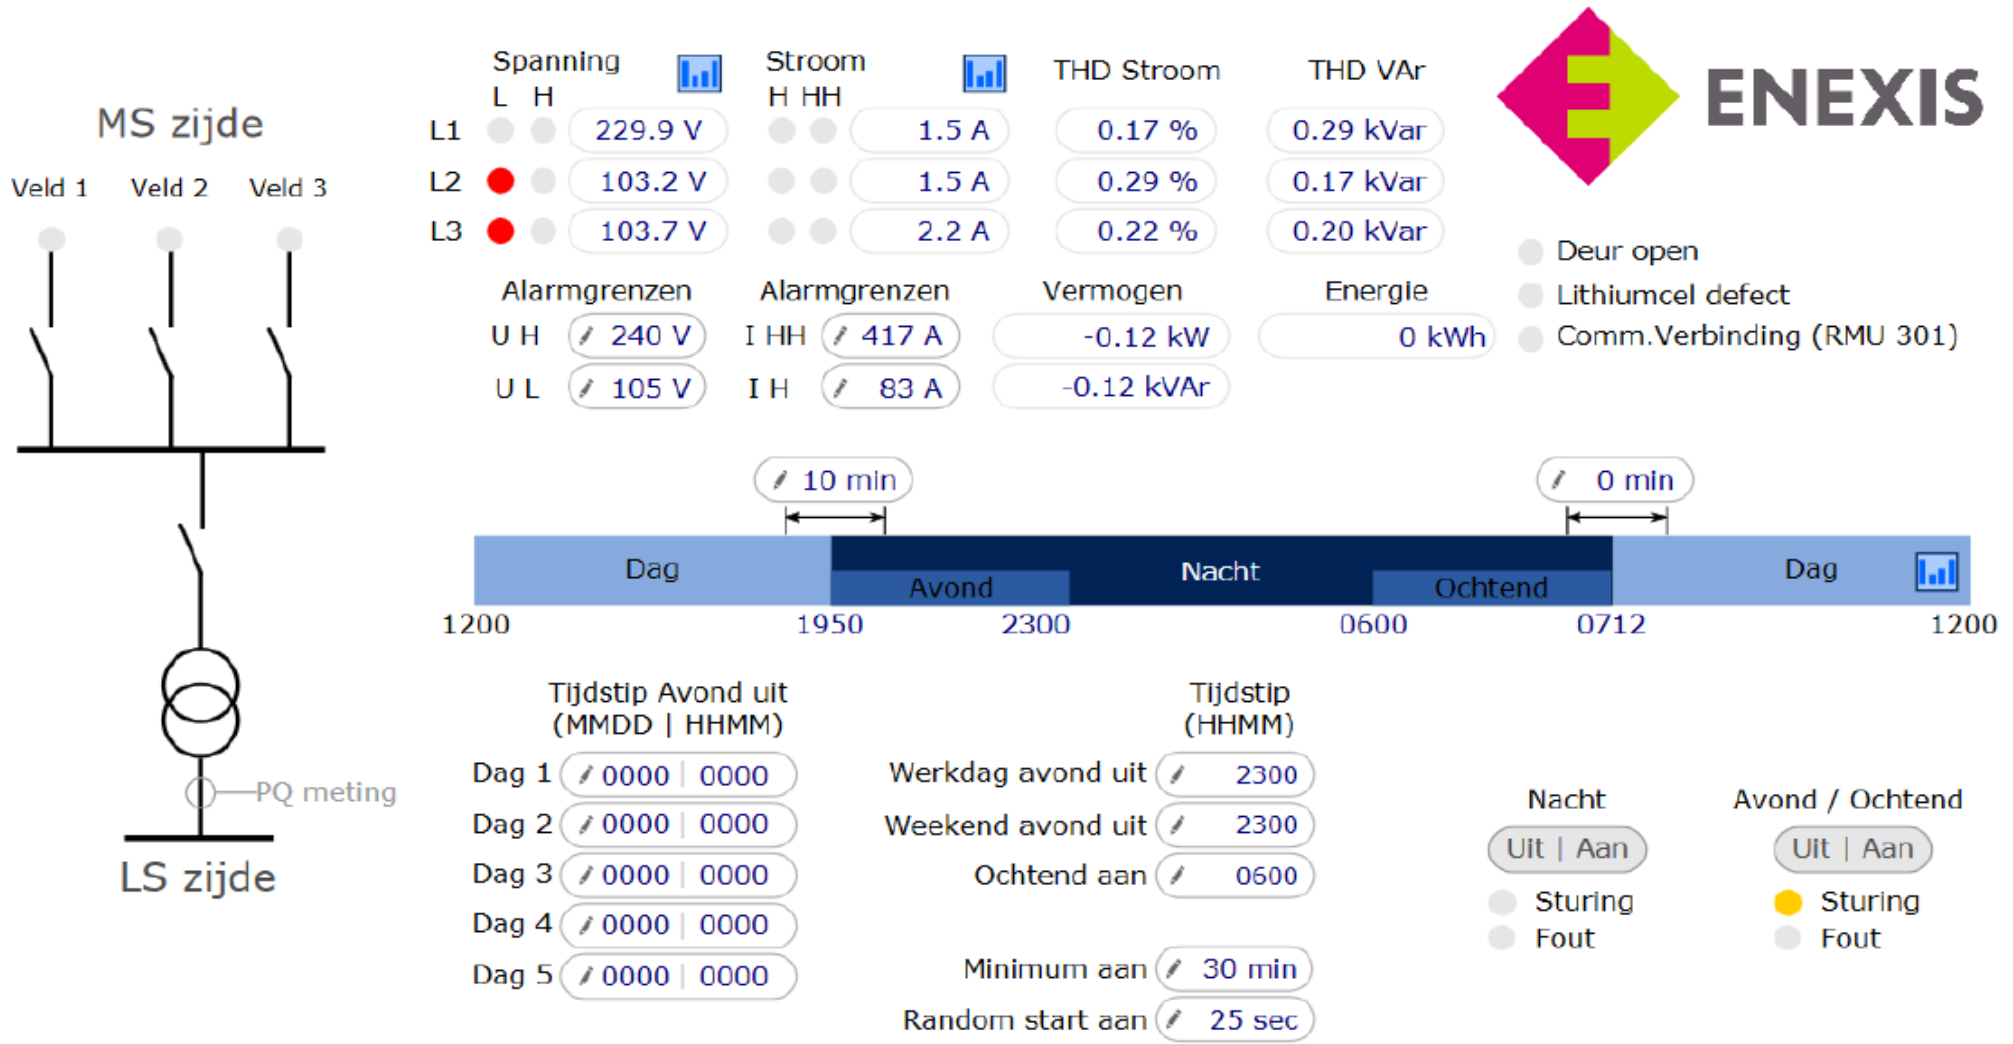 MS zijde
Veld 1 Veld 2 Veld 3
PQ meting
LS zijde
Spanning Stroom THD Stroom THD VAr
L H H HH
L1 229.9 V 1.5 A 0.17 % 0.29 kVar
L2 103.2 V 1.5 A 0.29 % 0.17 kVar
L3 103.7 V 2.2 A 0.22 % 0.20 kVar
Alarmgrenzen Alarmgrenzen Vermogen Energie
U H 240 V I HH 417 A -0.12 kW 0 kWh
U L 105 V I H 83 A -0.12 kVAr
ENEXIS
Deur open
Lithiumcel defect
Comm.Verbinding (RMU 301)
10 min 0 min
Dag Nacht Dag
Avond Ochtend
1200 1950 2300 0600 0712 1200
Tijdstip Avond uit
(MMDD | HHMM)
Dag 1 0000 | 0000
Dag 2 0000 | 0000
Dag 3 0000 | 0000
Dag 4 0000 | 0000
Dag 5 0000 | 0000
Tijdstip
(HHMM)
Werkdag avond uit 2300
Weekend avond uit 2300
Ochtend aan 0600
Minimum aan 30 min
Random start aan 25 sec
Nacht Avond / Ochtend
Uit | Aan Uit | Aan
Sturing Sturing
Fout Fout